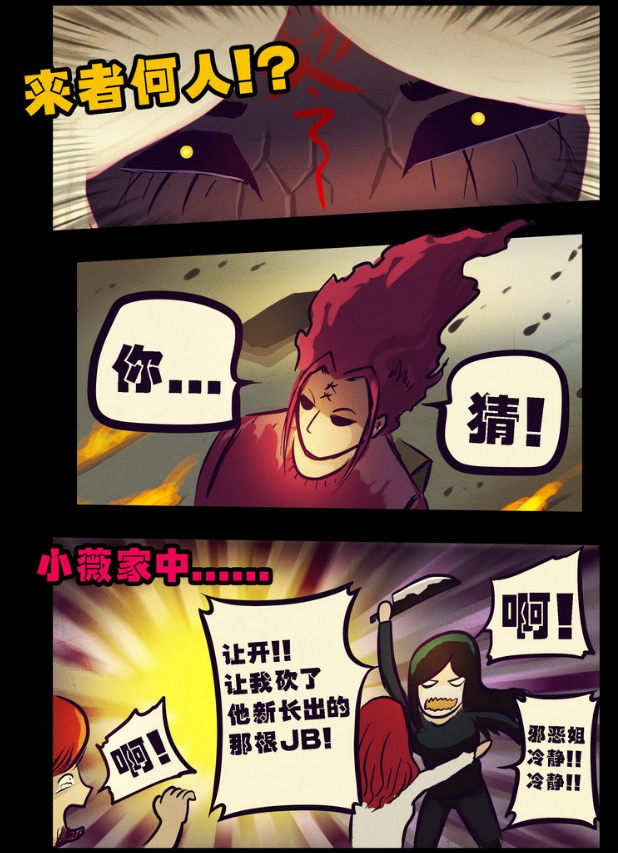 来者何人!?
你...
猜!
小薇家中......
啊!
让开!!
让我砍了
他新长出的
那根JB!
啊!
邪恶姐
冷静!!
冷静!!